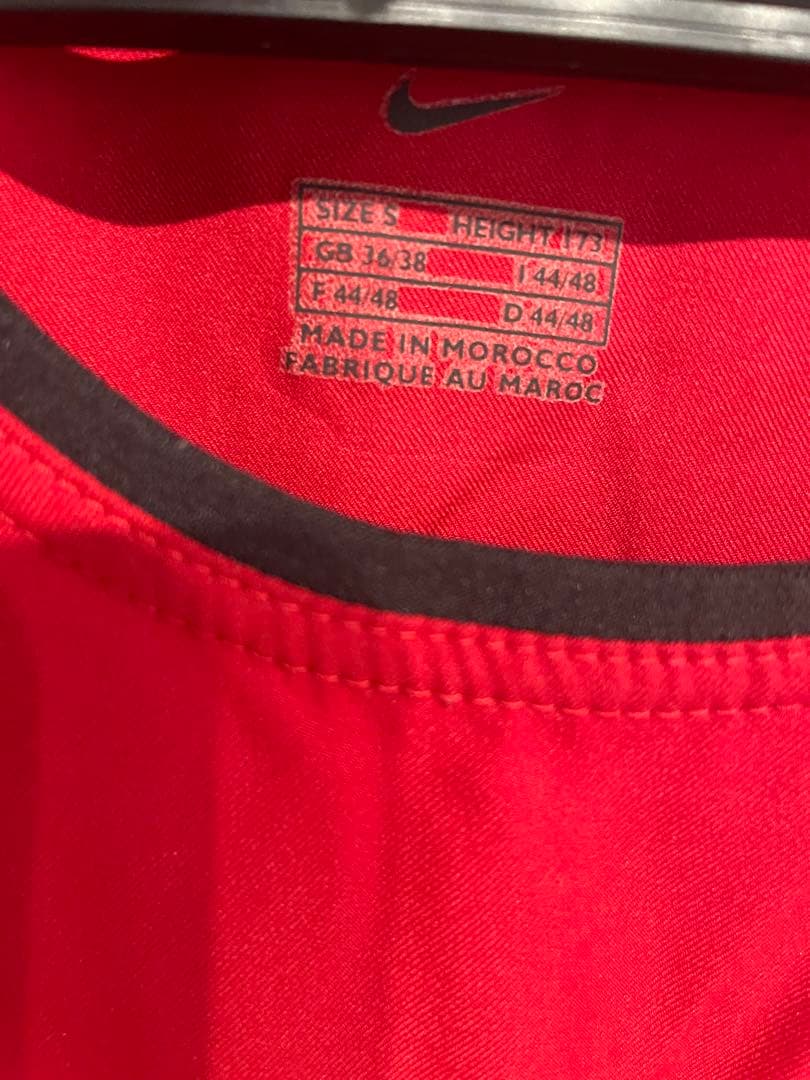 SIZE S HEIGHT 173
GB 36/38 I 44/48
F 44/48 D 44/48
MADE IN MOROCCO
FABRIQUE AU MAROC